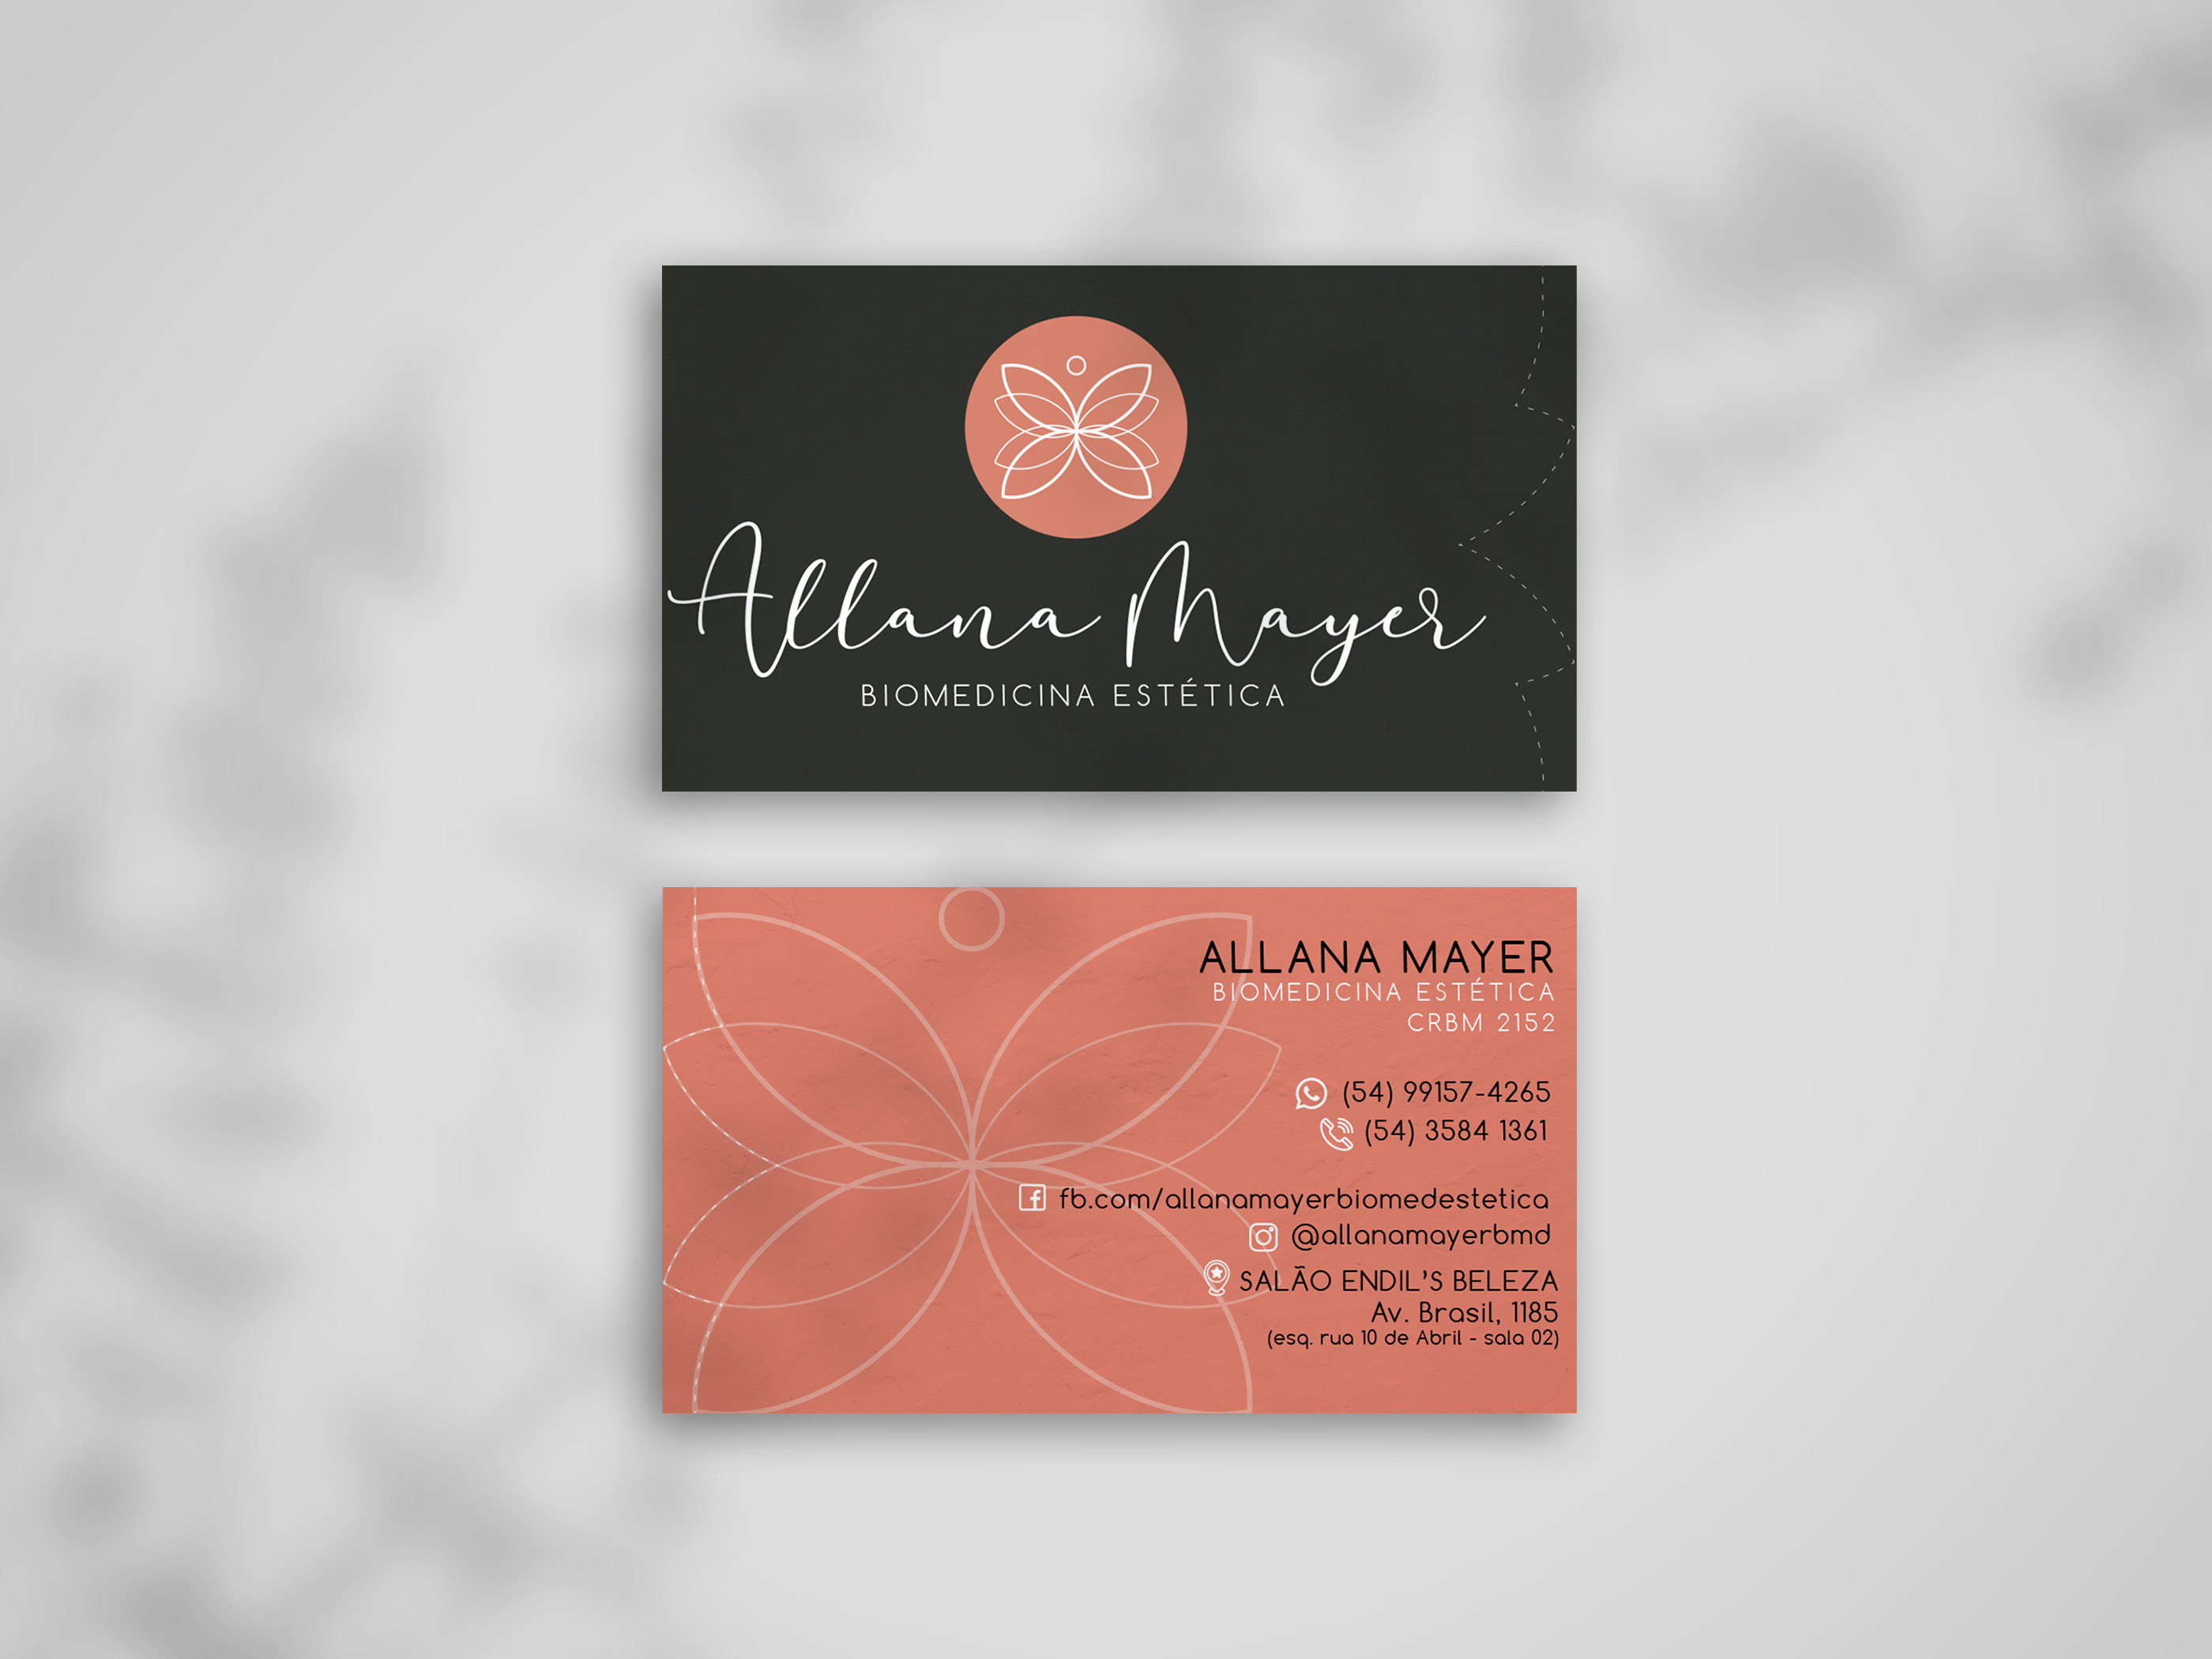 Allana Mayer
BIOMEDICINA ESTÉTICA
ALLANA MAYER
BIOMEDICINA ESTÉTICA
CRBM 2152
(54) 99157-4265
(54) 3584 1361
fb.com/allanamayerbiomedestetica
@allanamayerbmd
SALÃO ENDIL'S BELEZA
Av. Brasil, 1185
(esq. rua 10 de Abril - sala 02)